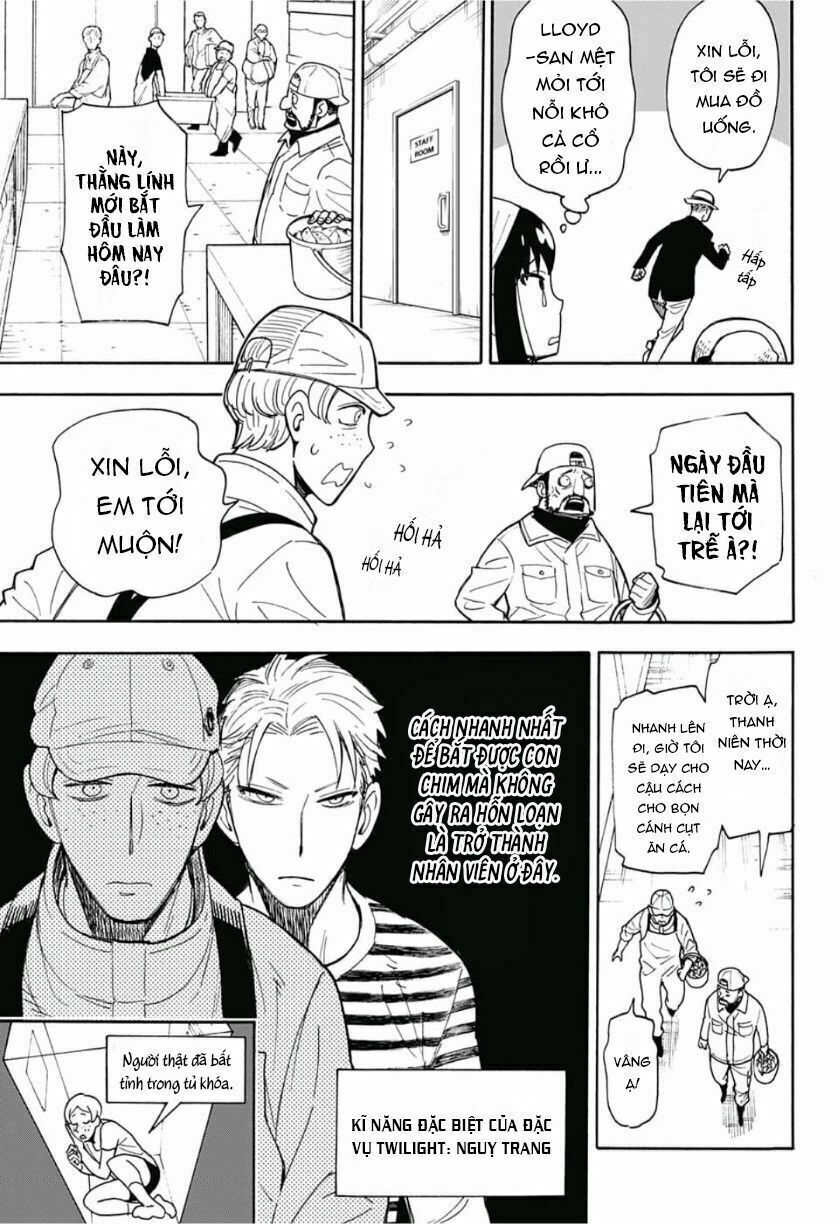 XIN LỖI,
TÔI SẼ ĐI
MUA ĐỒ
UỐNG.
Hấp
tấp
LLOYD
-SAN MỆT
MỎI TỚI
NỖI KHÔ
CẢ CỔ
RỒI Ư...
STAFF
ROOM
NÀY,
THẰNG LÍNH
MỚI BẮT
ĐẦU LÀM
HÔM NAY
ĐÂU?!
NGÀY ĐẦU
TIÊN MÀ
LẠI TỚI
TRỄ À?!
HỐI HẢ
HỐI HẢ
XIN LỖI,
EM TỚI
MUỘN!
TRỜI Ạ,
THANH
NIÊN THỜI
NAY...
NHANH LÊN
ĐI, GIỜ TÔI
SẼ DẠY CHO
CẬU CÁCH
CHO BỌN
CÁNH CỤT
ĂN CÁ.
VÂNG
Ạ!
CÁCH NHANH NHẤT
ĐỂ BẮT ĐƯỢC CON
CHIM MÀ KHÔNG
GÂY RA HỖN LOẠN
LÀ TRỞ THÀNH
NHÂN VIÊN Ở ĐÂY.
KĨ NĂNG ĐẶC BIỆT CỦA ĐẶC
VỤ TWILIGHT: NGUỴ TRANG
Người thật đã bất
tỉnh trong tủ khóa.